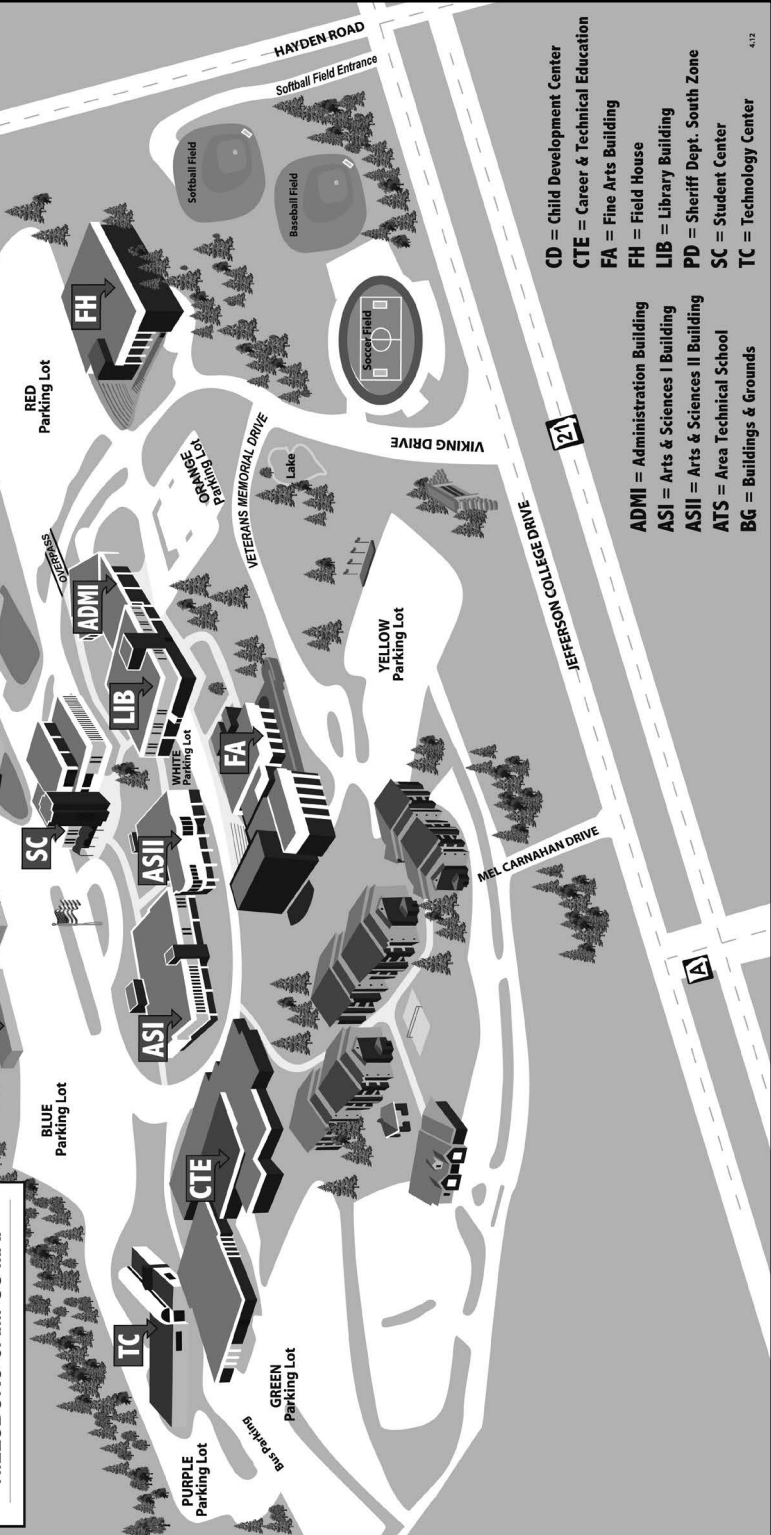 PURPLE
Parking Lot
Bus Parking
GREEN
Parking Lot
TC
CTE
BLUE
Parking Lot
ASI
ASII
SC
WHITE
Parking Lot
LIB
ADMI
FA
OVERPASS
ORANGE
Parking Lot
RED
Parking Lot
FH
VETERANS MEMORIAL DRIVE
Lake
YELLOW
Parking Lot
VIKING DRIVE
Soccer Field
Baseball Field
Softball Field
Softball Field Entrance
HAYDEN ROAD
MEL CARNAHAN DRIVE
JEFFERSON COLLEGE DRIVE
A
21
ADMI = Administration Building
ASI = Arts & Sciences I Building
ASII = Arts & Sciences II Building
ATS = Area Technical School
BG = Buildings & Grounds
CD = Child Development Center
CTE = Career & Technical Education
FA = Fine Arts Building
FH = Field House
LIB = Library Building
PD = Sheriff Dept. South Zone
SC = Student Center
TC = Technology Center
4.12